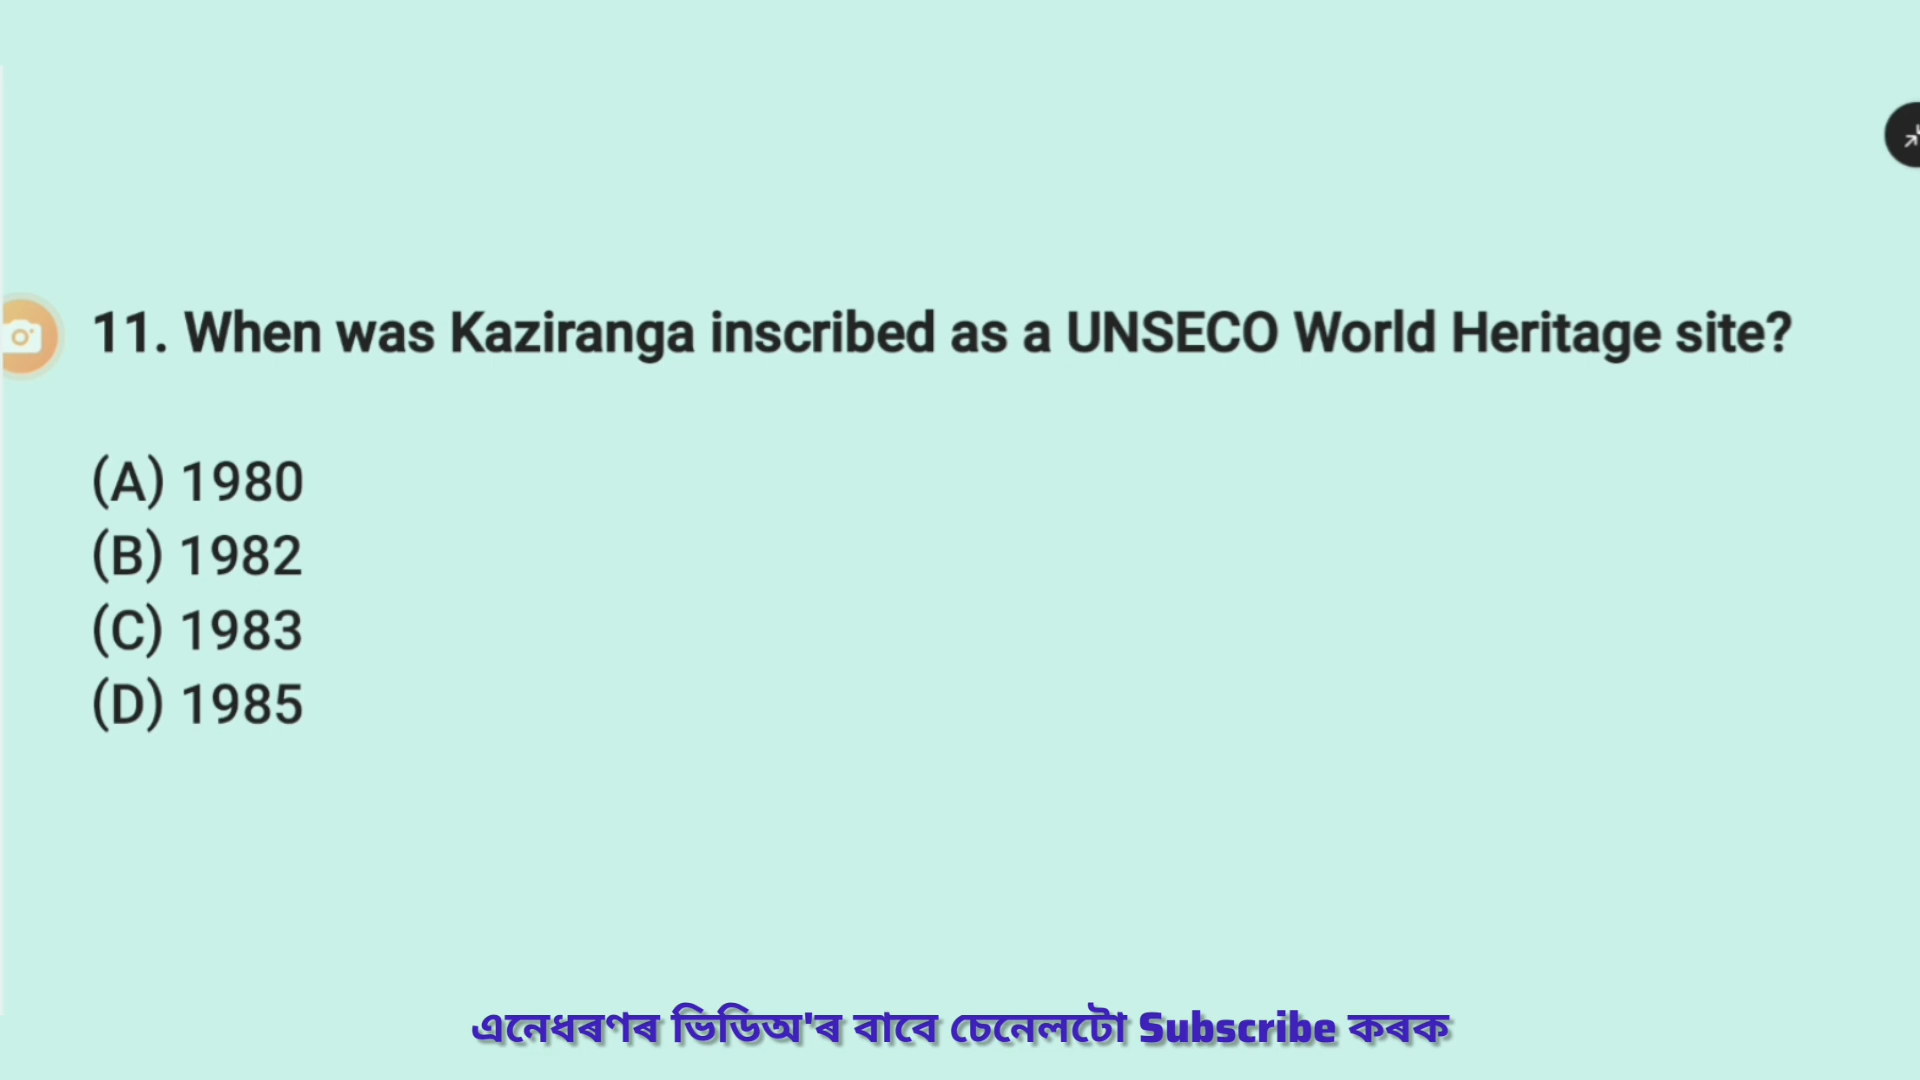 11. When was Kaziranga inscribed as a UNSECO World Heritage site?
(A) 1980
(B) 1982
(C) 1983
(D) 1985
এনেধৰণৰ ভিডিঅ'ৰ বাবে চেনেলটো Subscribe কৰক